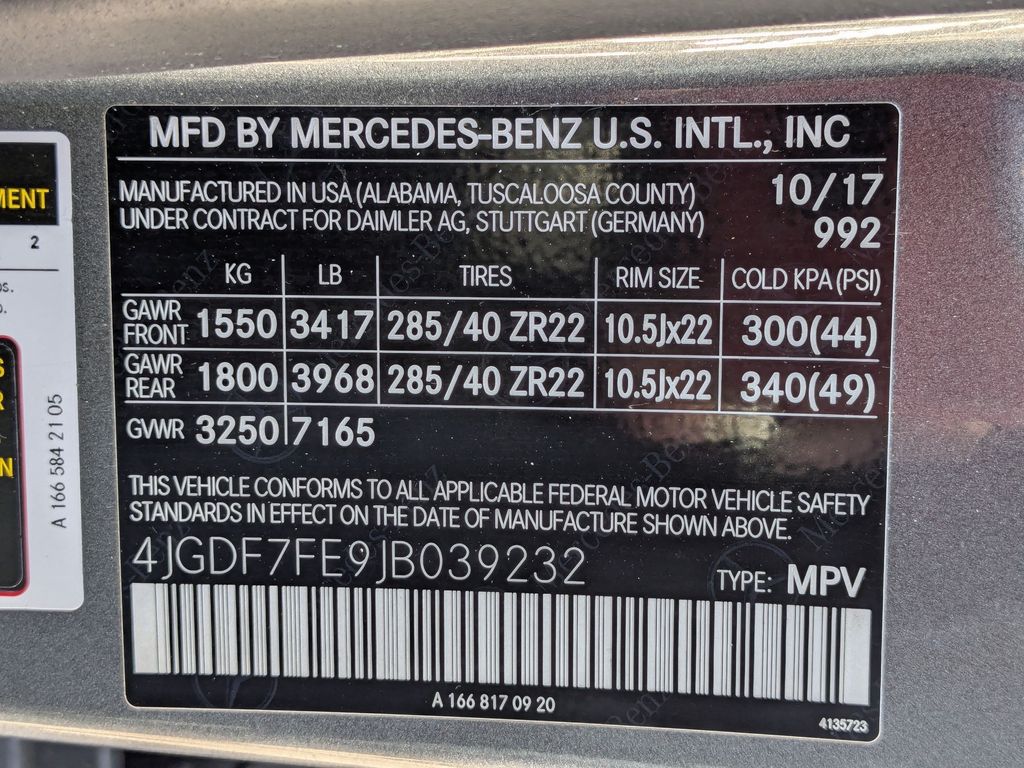 MFD BY MERCEDES-BENZ U.S. INTL., INC
MANUFACTURED IN USA (ALABAMA, TUSCALOOSA COUNTY) 10/17
UNDER CONTRACT FOR DAIMLER AG, STUTTGART (GERMANY) 992
KG LB TIRES RIM SIZE COLD KPA (PSI)
GAWR FRONT 1550 3417 285/40 ZR22 10.5Jx22 300(44)
GAWR REAR 1800 3968 285/40 ZR22 10.5Jx22 340(49)
GVWR 3250 7165
THIS VEHICLE CONFORMS TO ALL APPLICABLE FEDERAL MOTOR VEHICLE SAFETY
STANDARDS IN EFFECT ON THE DATE OF MANUFACTURE SHOWN ABOVE.
4JGDF7FE9JB039232 TYPE: MPV
A 166 817 09 20
4135723
2
A 166 584 21 05